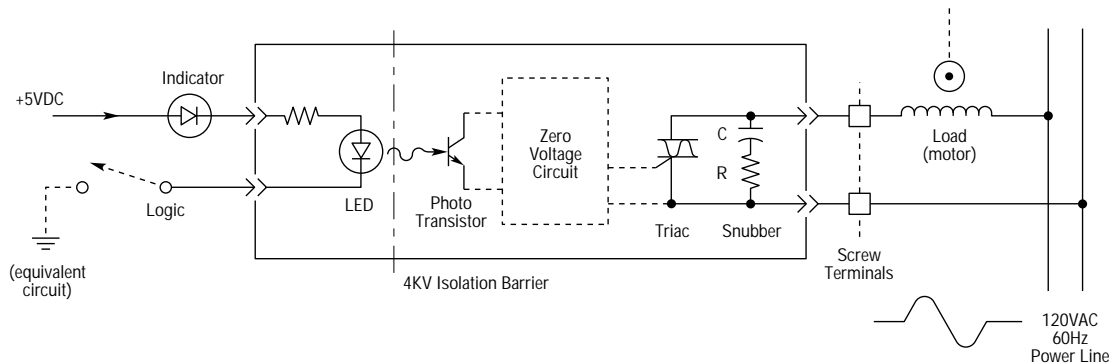 Indicator
+5VDC
Logic
(equivalent
circuit)
LED
Photo
Transistor
4KV Isolation Barrier
Zero
Voltage
Circuit
Triac
C
R
Snubber
Screw
Terminals
Load
(motor)
120VAC
60Hz
Power Line